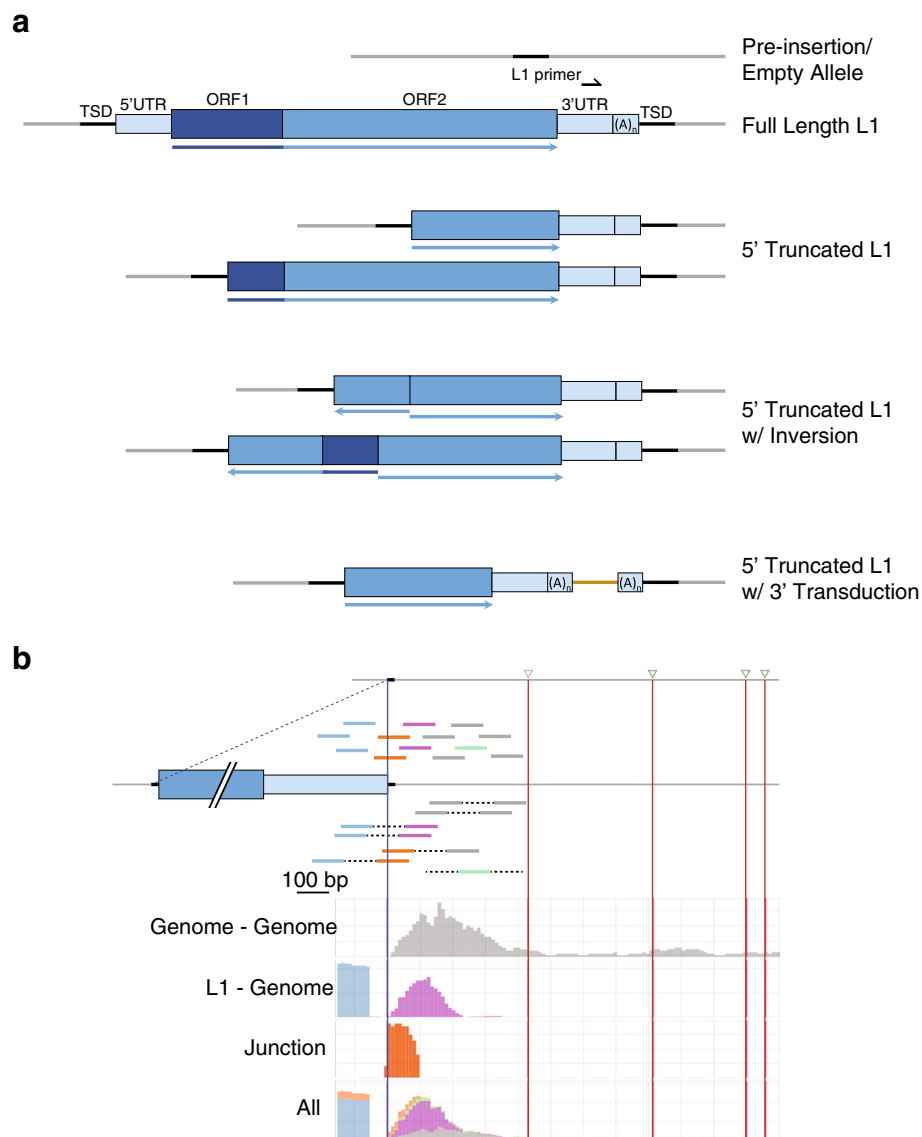 a
Pre-insertion/
Empty Allele
L1 primer
TSD 5'UTR ORF1 ORF2 3'UTR TSD
(A)n
Full Length L1
5' Truncated L1
5' Truncated L1
w/ Inversion
(A)n (A)n
5' Truncated L1
w/ 3' Transduction
b
100 bp
Genome - Genome
L1 - Genome
Junction
All